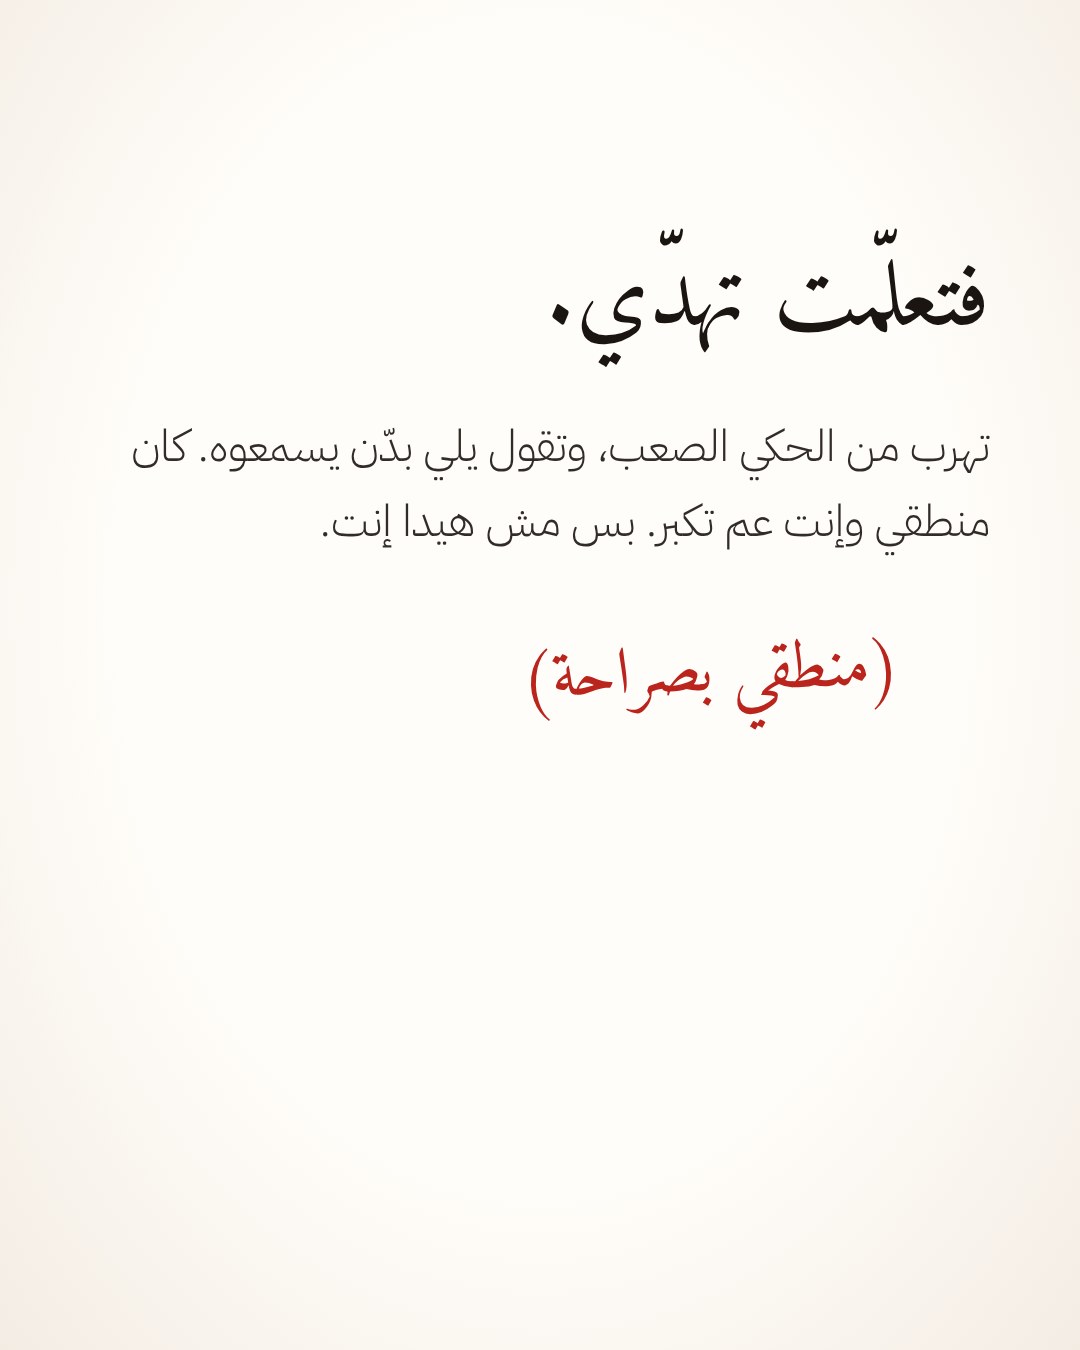 فتعلّمت تهدّي.
تهرب من الحكي الصعب، وتقول يلي بدّن يسمعوه. كان
منطقي وإنت عم تكبر. بس مش هيدا إنت.
(منطقي بصراحة)